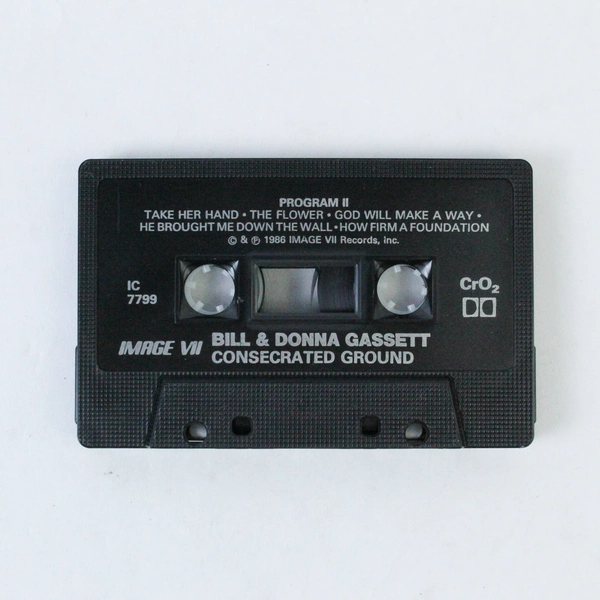 PROGRAM II
TAKE HER HAND • THE FLOWER • GOD WILL MAKE A WAY •
HE BROUGHT ME DOWN THE WALL • HOW FIRM A FOUNDATION
© & ℗ 1986 IMAGE VII Records, Inc.
IC
7799
CrO₂
IMAGE VII
BILL & DONNA GASSETT
CONSECRATED GROUND